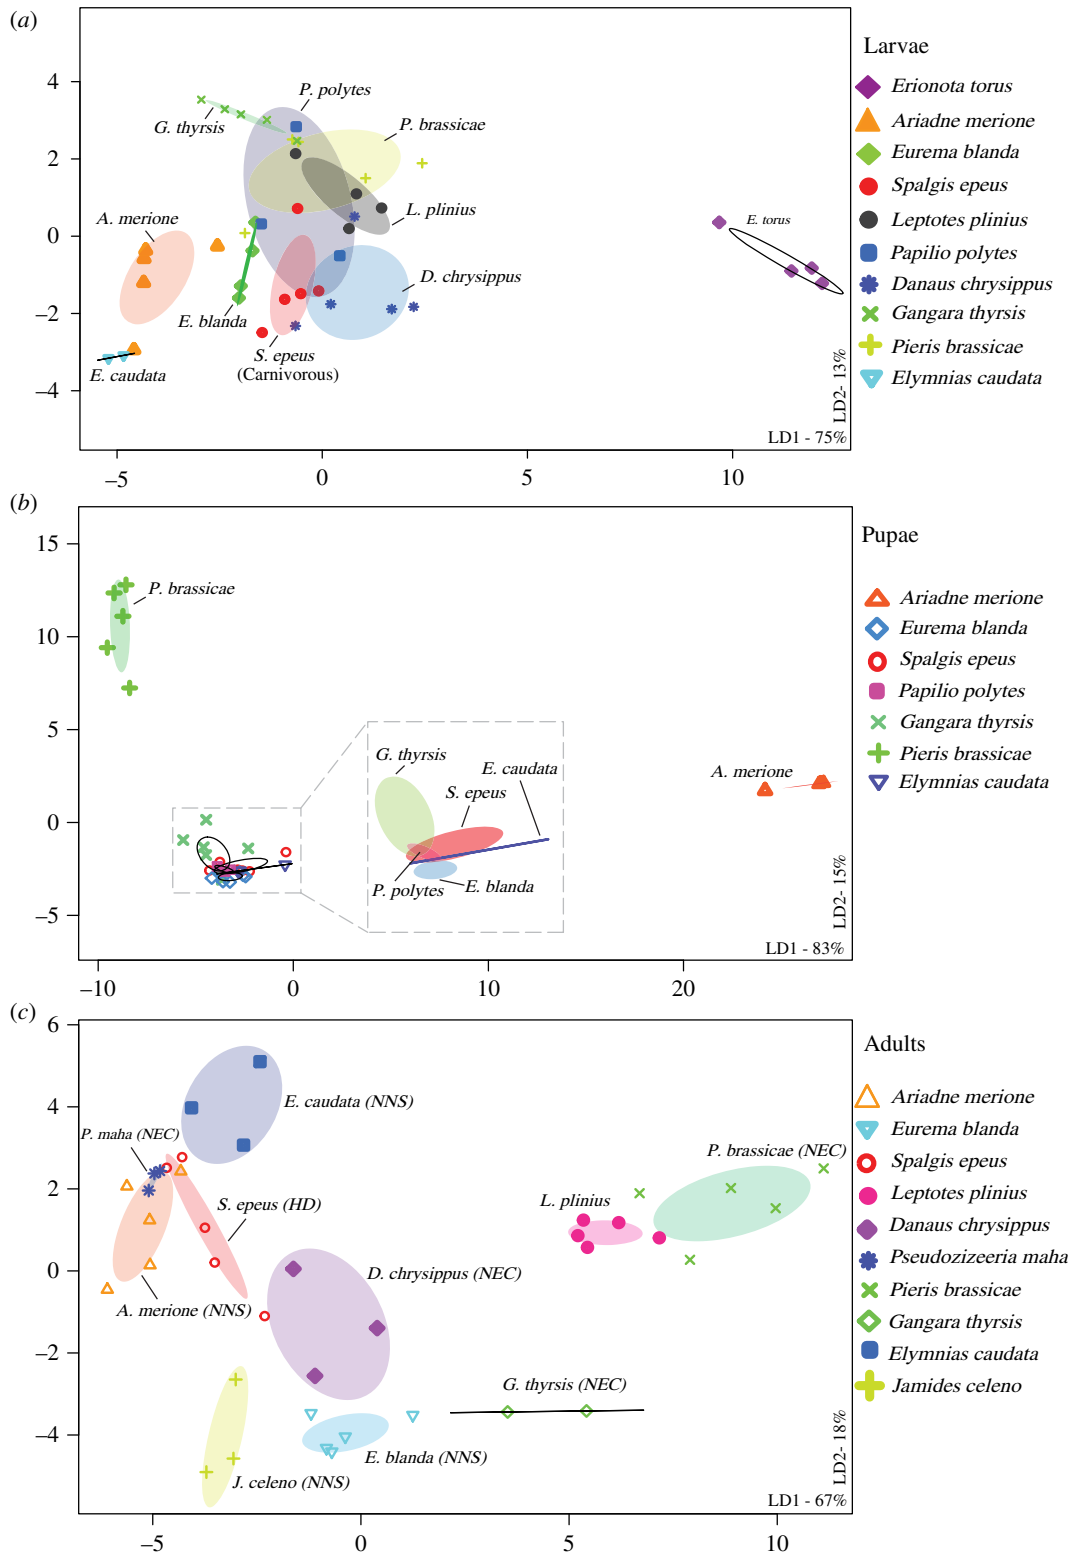 (a)
Larvae
4
2
0
–2
–4
–5
0
5
10
P. polytes
G. thyrsis
P. brassicae
A. merione
L. plinius
E. torus
D. chrysippus
E. blanda
S. epeus
(Carnivorous)
E. caudata
LD2- 13%
LD1 - 75%
Erionota torus
Ariadne merione
Eurema blanda
Spalgis epeus
Leptotes plinius
Papilio polytes
Danaus chrysippus
Gangara thyrsis
Pieris brassicae
Elymnias caudata
(b)
Pupae
15
10
5
0
–5
–10
0
10
20
P. brassicae
G. thyrsis
E. caudata
S. epeus
A. merione
P. polytes
E. blanda
LD2- 15%
LD1 - 83%
Ariadne merione
Eurema blanda
Spalgis epeus
Papilio polytes
Gangara thyrsis
Pieris brassicae
Elymnias caudata
(c)
Adults
6
4
2
0
–2
–4
–5
0
5
10
E. caudata (NNS)
P. maha (NEC)
P. brassicae (NEC)
S. epeus (HD)
L. plinius
D. chrysippus (NEC)
A. merione (NNS)
G. thyrsis (NEC)
E. blanda (NNS)
J. celeno (NNS)
LD2- 18%
LD1 - 67%
Ariadne merione
Eurema blanda
Spalgis epeus
Leptotes plinius
Danaus chrysippus
Pseudozizeeria maha
Pieris brassicae
Gangara thyrsis
Elymnias caudata
Jamides celeno